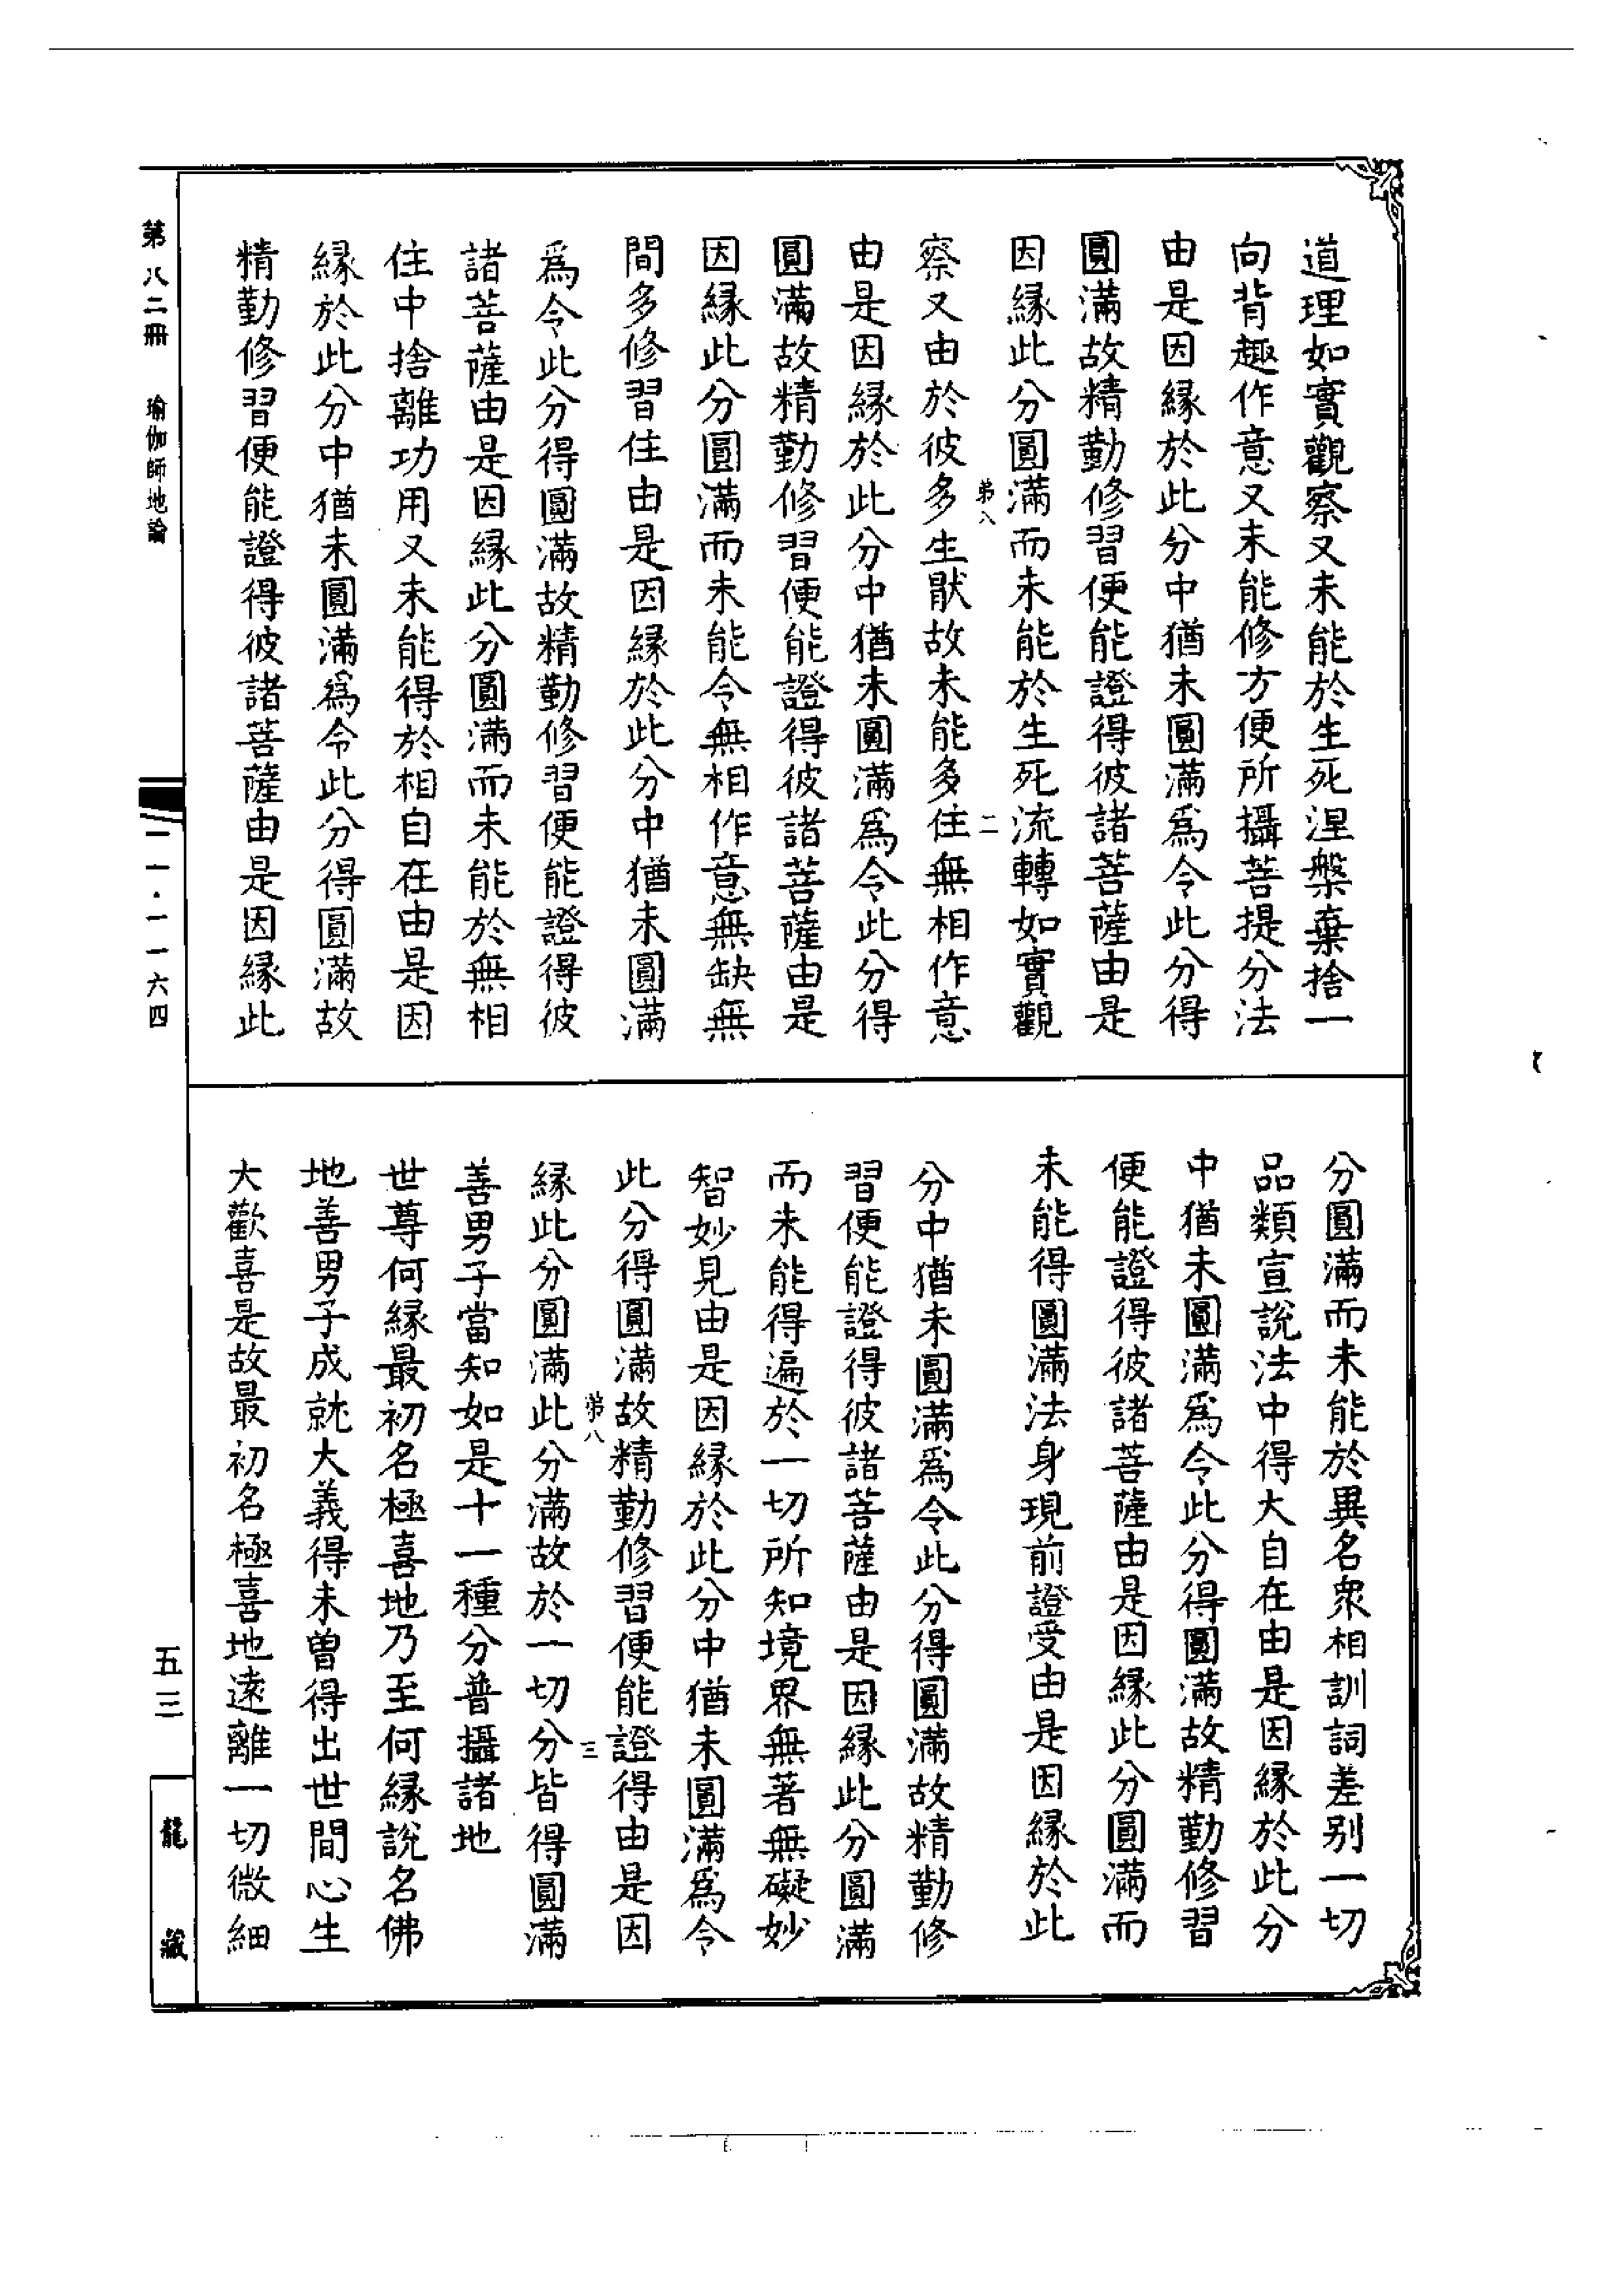 道理如實觀察又未能於生死涅槃棄捨一
向背趣作意又未能修方便所攝菩提分法
由是因緣於此分中猶未圓滿爲令此分得
圓滿故精勤修習便能證得彼諸菩薩由是
因緣此分圓滿而未能於生死流轉如實觀
第八
二
察又由於彼多生猒故未能多住無相作意
由是因緣於此分中猶未圓滿爲令此分得
圓滿故精勤修習便能證得彼諸菩薩由是
因緣此分圓滿而未能令無相作意無缺無
間多修習住由是因緣於此分中猶未圓滿
爲令此分得圓滿故精勤修習便能證得彼
諸菩薩由是因緣此分圓滿而未能於無相
住中捨離功用又未能得於相自在由是因
緣於此分中猶未圓滿爲令此分得圓滿故
精勤修習便能證得彼諸菩薩由是因緣此
分圓滿而未能於異名衆相訓詞差别一切
品類宣説法中得大自在由是因緣於此分
中猶未圓滿爲令此分得圓滿故精勤修習
便能證得彼諸菩薩由是因緣此分圓滿而
未能得圓滿法身現前證受由是因緣於此
分中猶未圓滿爲令此分得圓滿故精勤修
習便能證得彼諸菩薩由是因緣此分圓滿
而未能得遍於一切所知境界無著無礙妙
智妙見由是因緣於此分中猶未圓滿爲令
此分得圓滿故精勤修習便能證得由是因
第八
三
緣此分圓滿此分滿故於一切分皆得圓滿
善男子當知如是十一種分普攝諸地
世尊何緣最初名極喜地乃至何緣説名佛
地善男子成就大義得未曾得出世間心生
大歡喜是故最初名極喜地遠離一切微細
第八二冊　瑜伽師地論
一一·一一六四
五三
龍藏